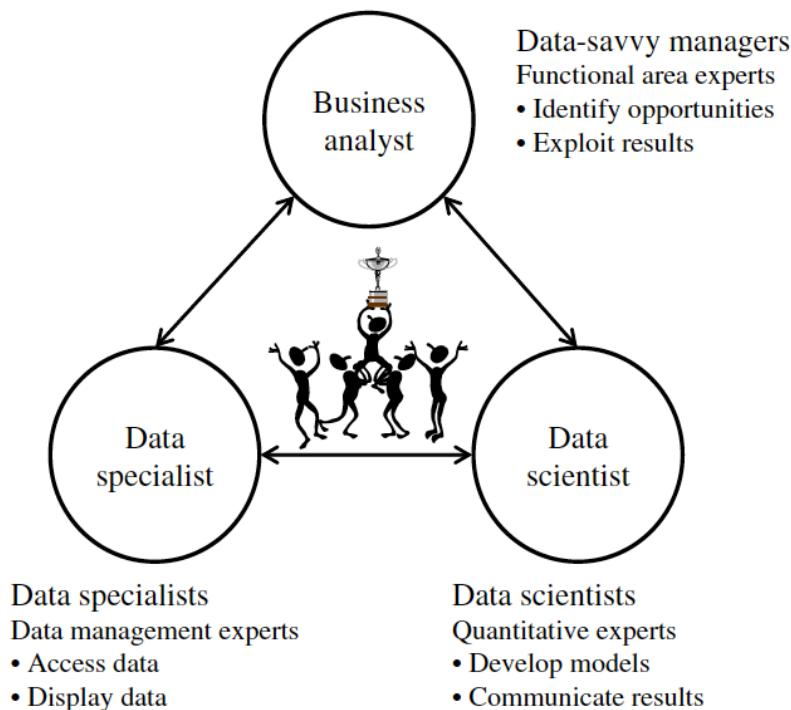 Business
analyst
Data-savvy managers
Functional area experts
• Identify opportunities
• Exploit results
Data
specialist
Data
scientist
Data specialists
Data management experts
• Access data
• Display data
Data scientists
Quantitative experts
• Develop models
• Communicate results